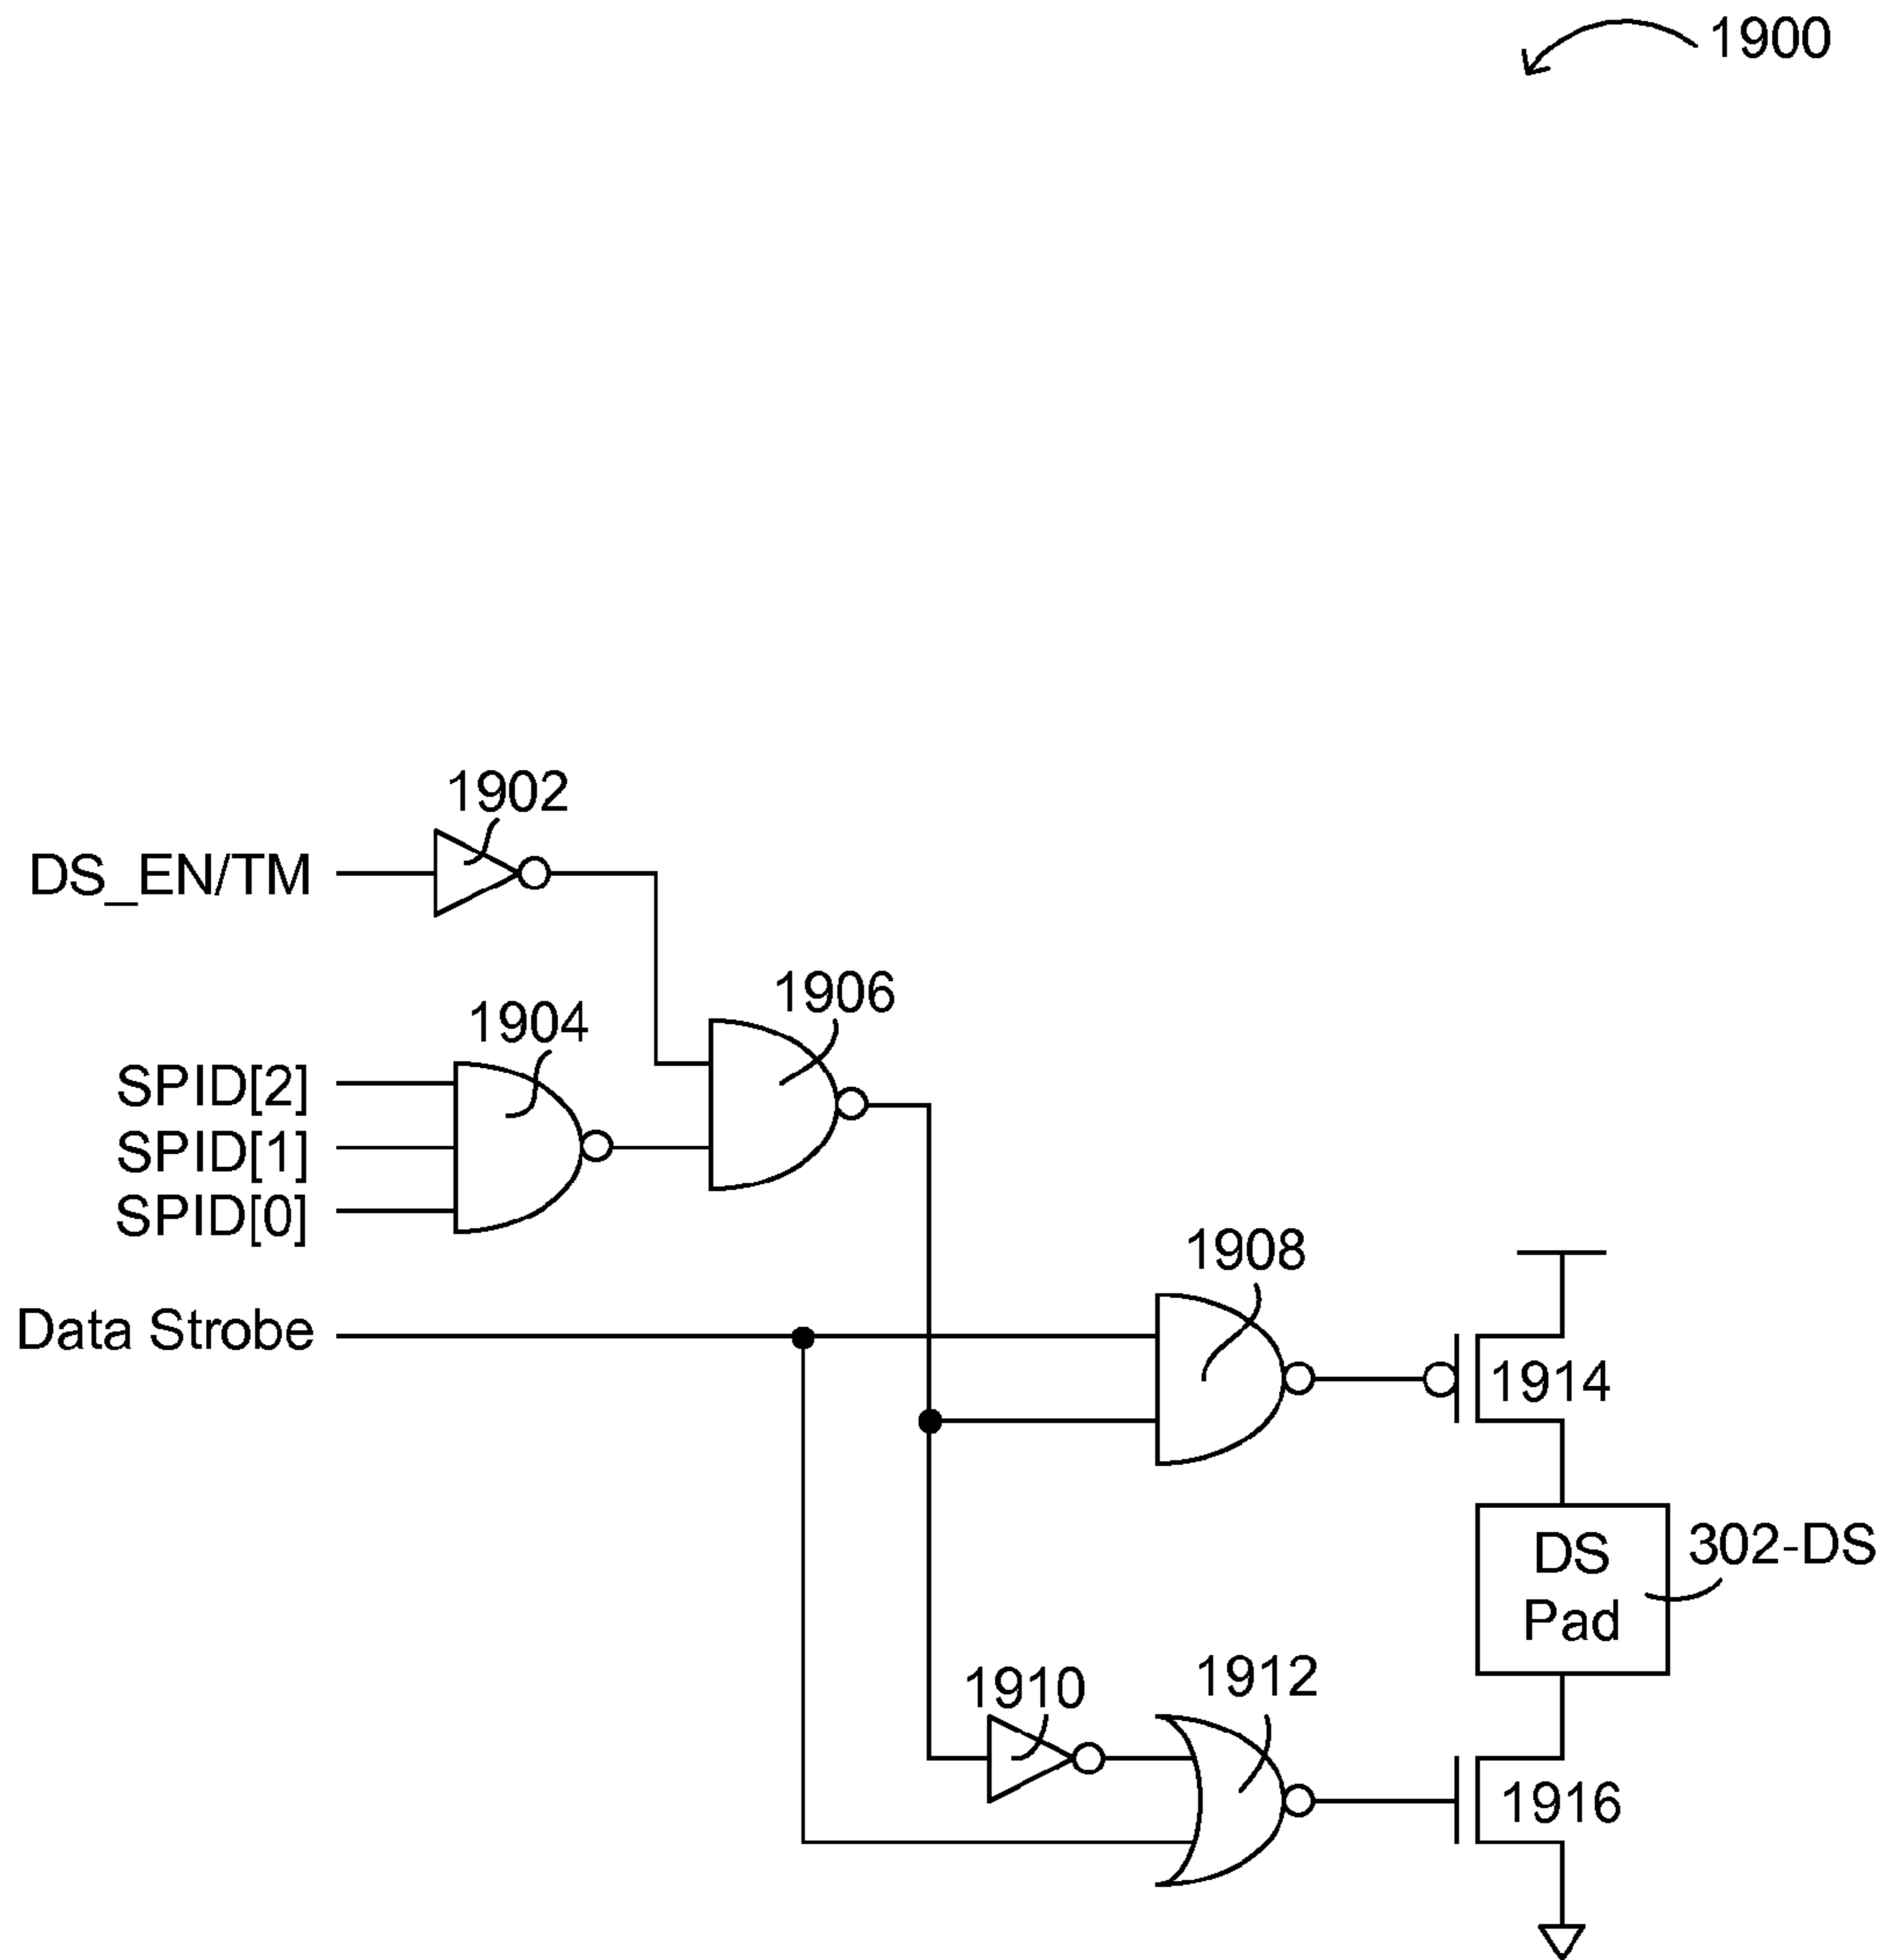 1900
1902
DS_EN/TM
1906
1904
SPID[2]
SPID[1]
SPID[0]
1908
Data Strobe
1914
DS
Pad
302-DS
1910
1912
1916